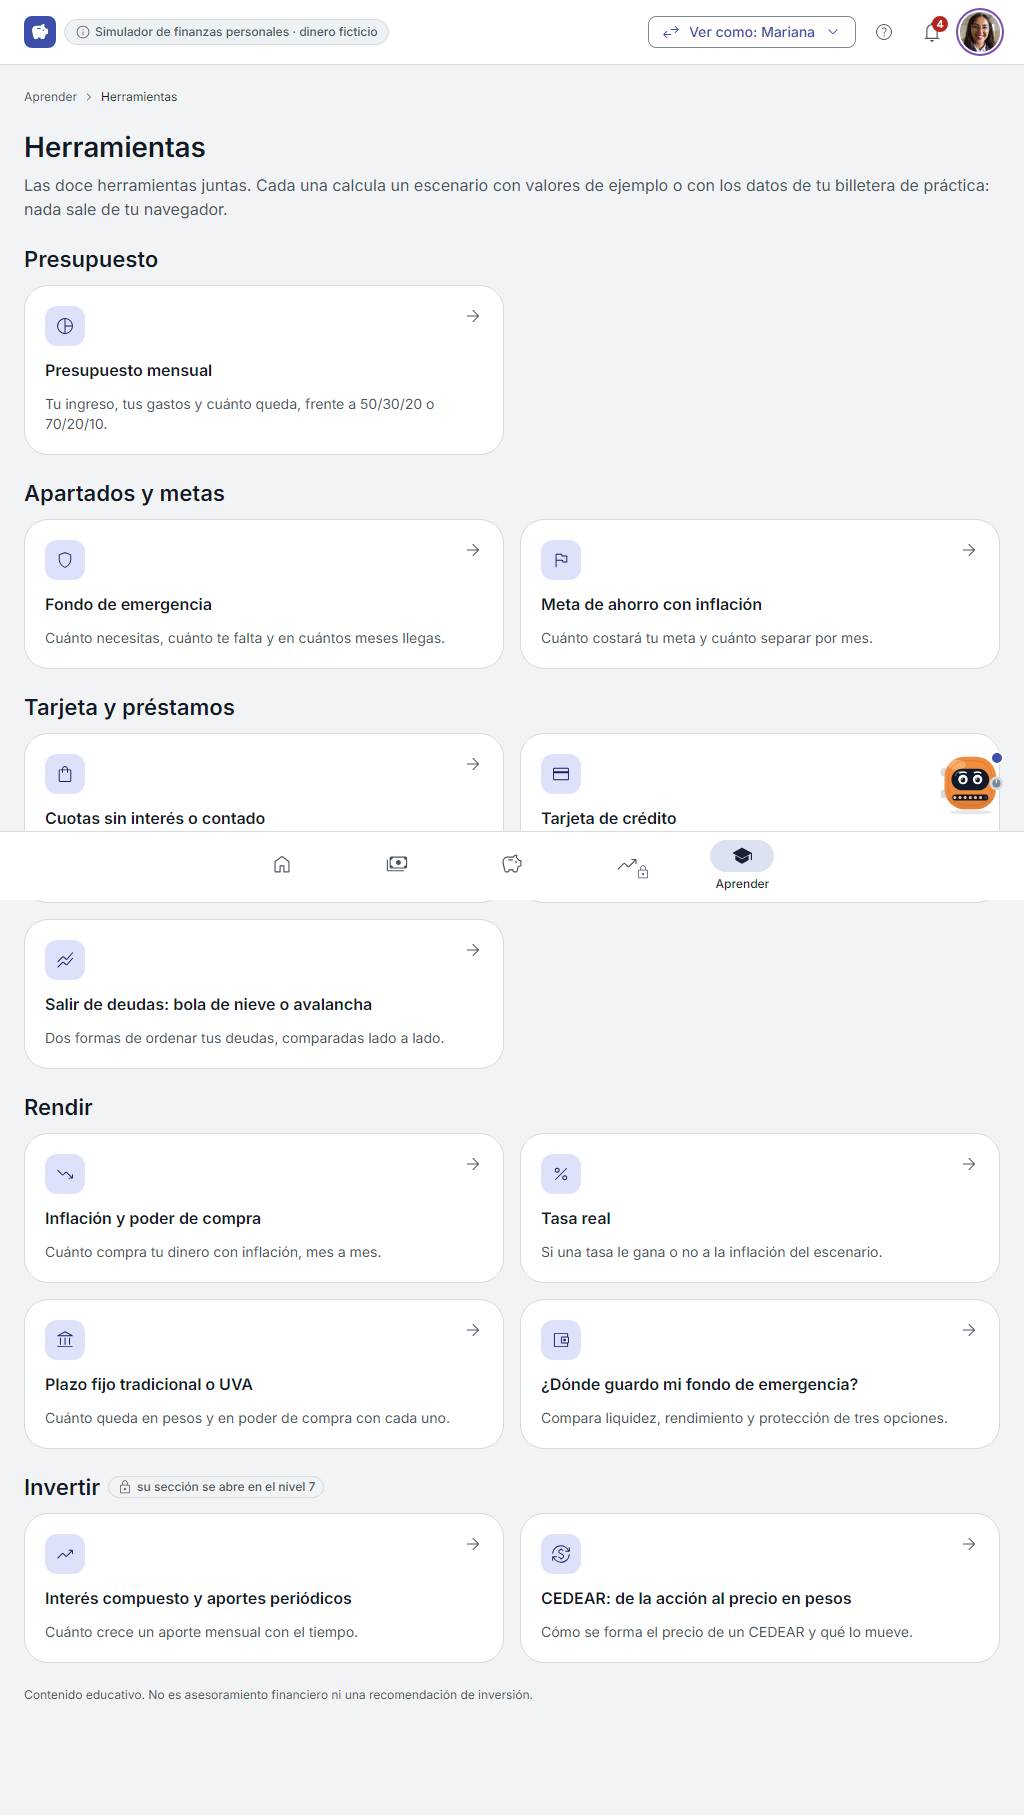 Simulador de finanzas personales · dinero ficticio
Ver como: Mariana
4
Aprender > Herramientas
Herramientas
Las doce herramientas juntas. Cada una calcula un escenario con valores de ejemplo o con los datos de tu billetera de práctica:
nada sale de tu navegador.
Presupuesto
Presupuesto mensual
Tu ingreso, tus gastos y cuánto queda, frente a 50/30/20 o
70/20/10.
Apartados y metas
Fondo de emergencia
Cuánto necesitas, cuánto te falta y en cuántos meses llegas.
Meta de ahorro con inflación
Cuánto costará tu meta y cuánto separar por mes.
Tarjeta y préstamos
Cuotas sin interés o contado
Tarjeta de crédito
Aprender
Salir de deudas: bola de nieve o avalancha
Dos formas de ordenar tus deudas, comparadas lado a lado.
Rendir
Inflación y poder de compra
Cuánto compra tu dinero con inflación, mes a mes.
Tasa real
Si una tasa le gana o no a la inflación del escenario.
Plazo fijo tradicional o UVA
Cuánto queda en pesos y en poder de compra con cada uno.
¿Dónde guardo mi fondo de emergencia?
Compara liquidez, rendimiento y protección de tres opciones.
Invertir
su sección se abre en el nivel 7
Interés compuesto y aportes periódicos
Cuánto crece un aporte mensual con el tiempo.
CEDEAR: de la acción al precio en pesos
Cómo se forma el precio de un CEDEAR y qué lo mueve.
Contenido educativo. No es asesoramiento financiero ni una recomendación de inversión.